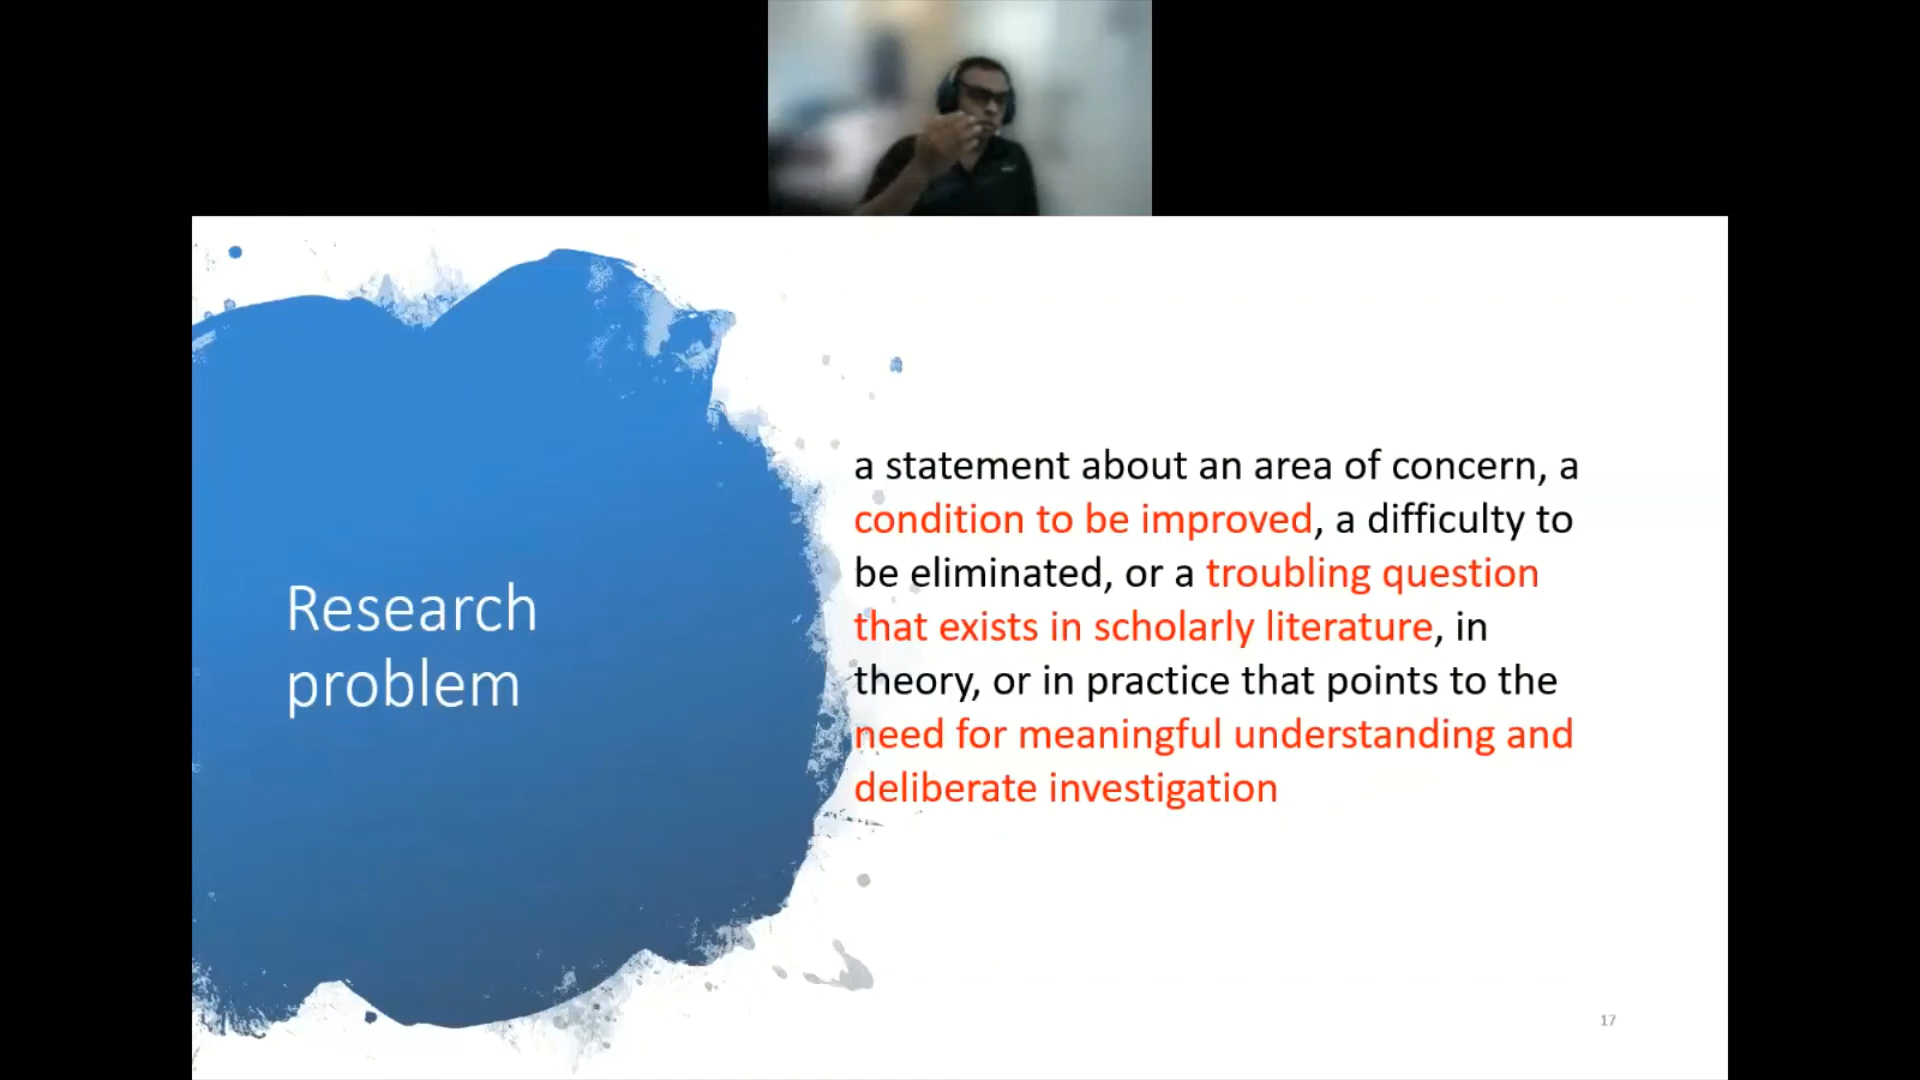 Research
problem
a statement about an area of concern, a
condition to be improved, a difficulty to
be eliminated, or a troubling question
that exists in scholarly literature, in
theory, or in practice that points to the
need for meaningful understanding and
deliberate investigation
17